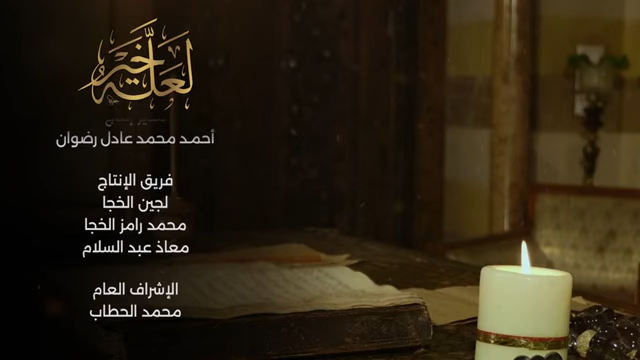 لعله خير
أحمد محمد عادل رضوان
فريق الإنتاج
لجين الخجا
محمد رامز الخجا
معاذ عبد السلام
الإشراف العام
محمد الحطاب